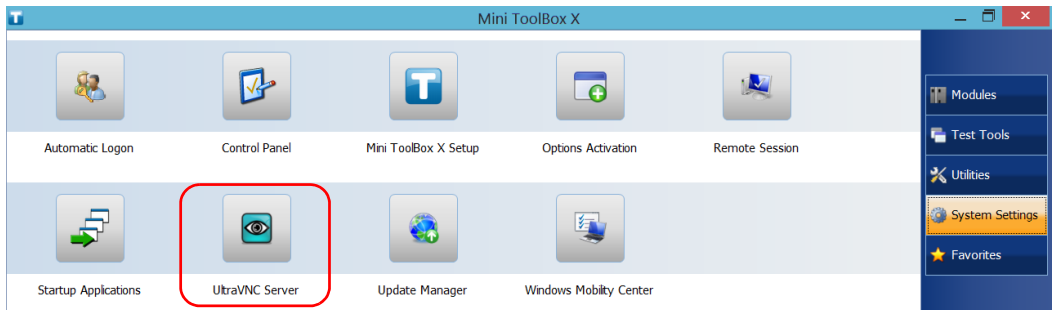 Mini ToolBox X
Automatic Logon
Control Panel
Mini ToolBox X Setup
Options Activation
Remote Session
Startup Applications
UltraVNC Server
Update Manager
Windows Mobility Center
Modules
Test Tools
Utilities
System Settings
Favorites